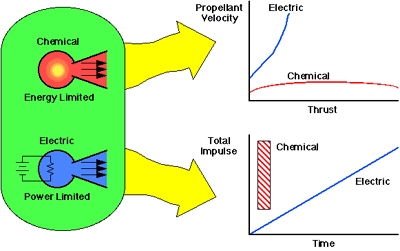 Chemical
Energy Limited
Electric
Power Limited
Propellant
Velocity
Electric
Chemical
Thrust
Total
Impulse
Chemical
Electric
Time